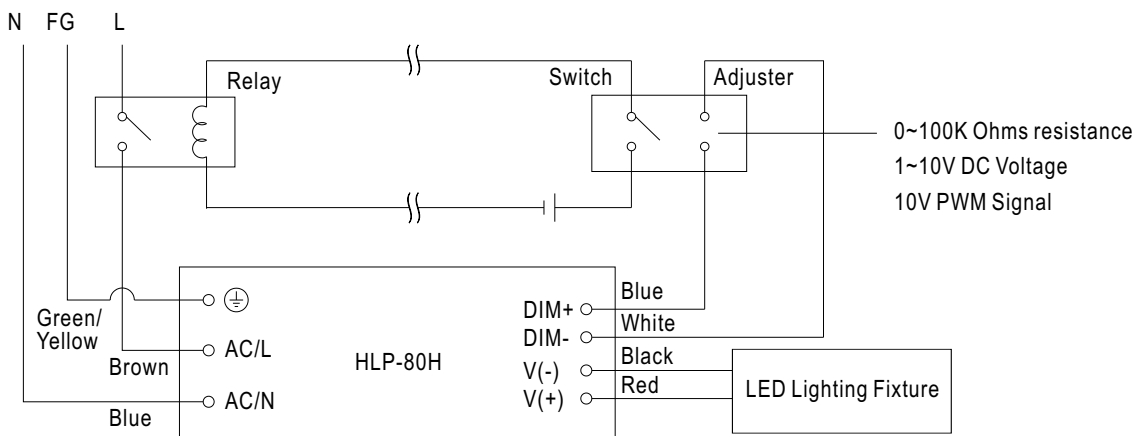 N FG L
Relay
Switch
Adjuster
0~100K Ohms resistance
1~10V DC Voltage
10V PWM Signal
Green/
Yellow
Brown
Blue
AC/L
AC/N
HLP-80H
DIM+
DIM-
V(-)
V(+)
Blue
White
Black
Red
LED Lighting Fixture